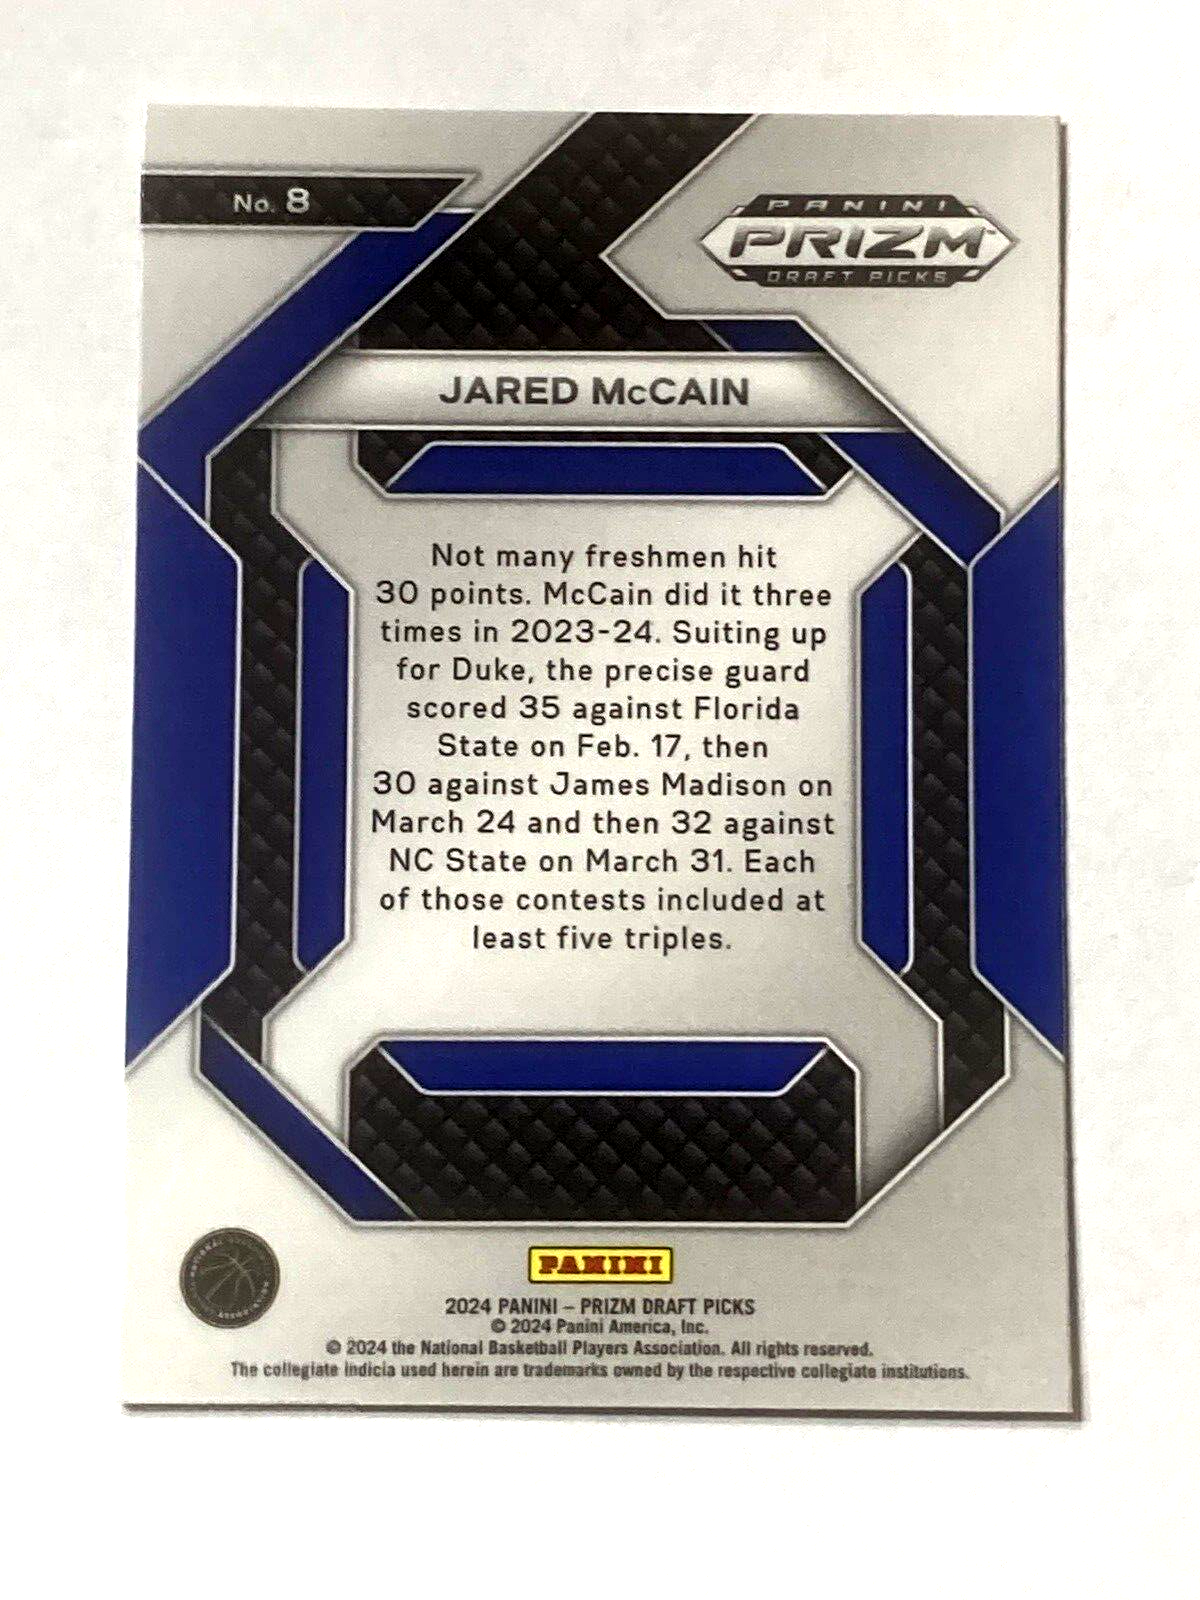 No. 8
PANINI
PRIZM™
DRAFT PICKS
JARED McCAIN
Not many freshmen hit
30 points. McCain did it three
times in 2023-24. Suiting up
for Duke, the precise guard
scored 35 against Florida
State on Feb. 17, then
30 against James Madison on
March 24 and then 32 against
NC State on March 31. Each
of those contests included at
least five triples.
PANINI
2024 PANINI – PRIZM DRAFT PICKS
© 2024 Panini America, Inc.
© 2024 the National Basketball Players Association. All rights reserved.
The collegiate indicia used herein are trademarks owned by the respective collegiate institutions.